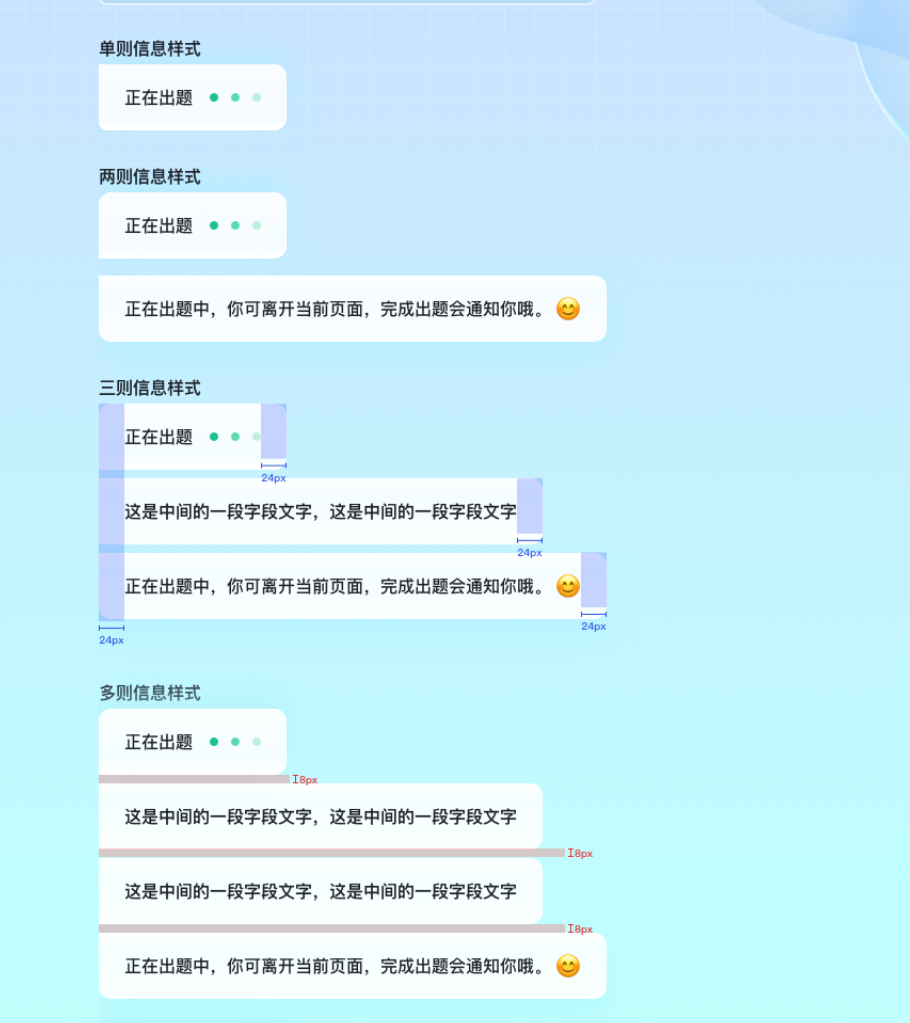 单则信息样式
正在出题
两则信息样式
正在出题
正在出题中，你可离开当前页面，完成出题会通知你哦。😊
三则信息样式
正在出题
24px
这是中间的一段字段文字，这是中间的一段字段文字
24px
正在出题中，你可离开当前页面，完成出题会通知你哦。😊
24px
24px
多则信息样式
正在出题
8px
这是中间的一段字段文字，这是中间的一段字段文字
8px
这是中间的一段字段文字，这是中间的一段字段文字
8px
正在出题中，你可离开当前页面，完成出题会通知你哦。😊